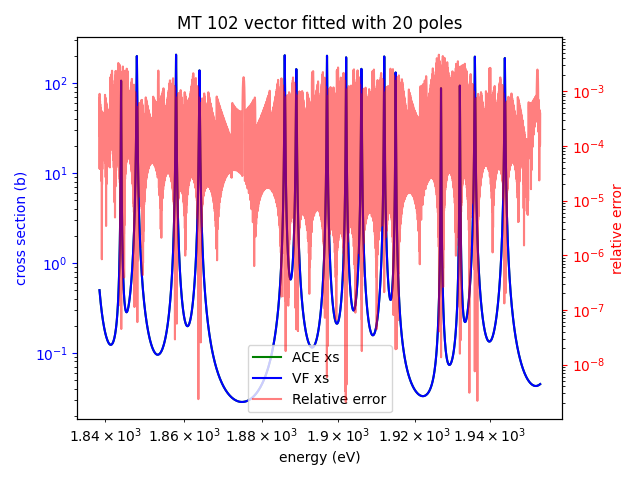 MT 102 vector fitted with 20 poles
10²
10¹
10⁰
10⁻¹
cross section (b)
10⁻³
10⁻⁴
10⁻⁵
10⁻⁶
10⁻⁷
10⁻⁸
relative error
ACE xs
VF xs
Relative error
1.84 × 10³ 1.86 × 10³ 1.88 × 10³ 1.9 × 10³ 1.92 × 10³ 1.94 × 10³
energy (eV)